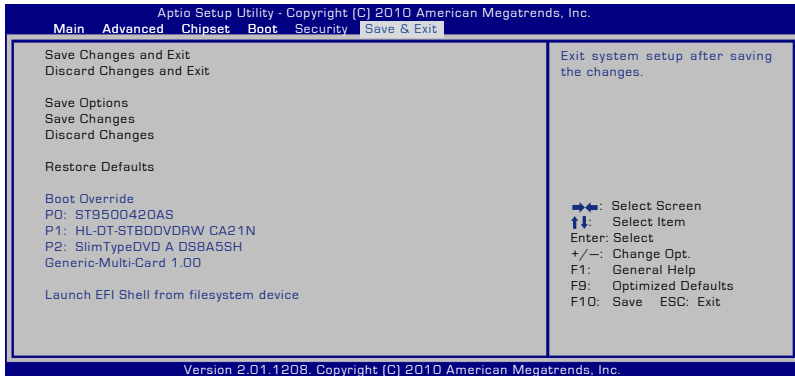 Aptio Setup Utility - Copyright (C) 2010 American Megatrends, Inc.
Main Advanced Chipset Boot Security Save & Exit
Save Changes and Exit
Discard Changes and Exit
Save Options
Save Changes
Discard Changes
Restore Defaults
Boot Override
P0: ST9500420AS
P1: HL-DT-STBDDVDRW CA21N
P2: SlimTypeDVD A DS8A5SH
Generic-Multi-Card 1.00
Launch EFI Shell from filesystem device
Exit system setup after saving
the changes.
→←: Select Screen
↑↓: Select Item
Enter: Select
+/—: Change Opt.
F1: General Help
F9: Optimized Defaults
F10: Save ESC: Exit
Version 2.01.1208. Copyright (C) 2010 American Megatrends, Inc.